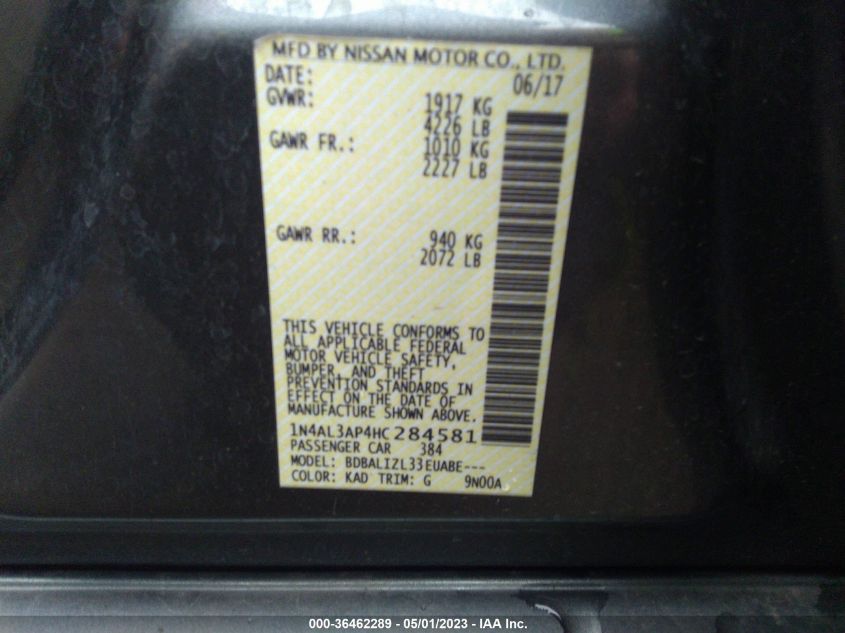 MFD BY NISSAN MOTOR CO., LTD.
DATE: 06/17
GVWR: 1917 KG
4226 LB
GAWR FR.: 1010 KG
2227 LB
GAWR RR.: 940 KG
2072 LB
THIS VEHICLE CONFORMS TO
ALL APPLICABLE FEDERAL
MOTOR VEHICLE SAFETY,
BUMPER, AND THEFT
PREVENTION STANDARDS IN
EFFECT ON THE DATE OF
MANUFACTURE SHOWN ABOVE.
1N4AL3AP4HC284581
PASSENGER CAR 384
MODEL: BDBALIZL33EUABE---
COLOR: KAD TRIM: G 9N00A
000-36462289 - 05/01/2023 - IAA Inc.